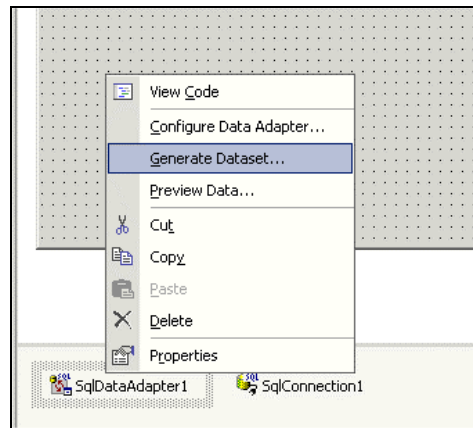 View Code
Configure Data Adapter...
Generate Dataset...
Preview Data...
Cut
Copy
Paste
Delete
Properties
SqlDataAdapter1 SqlConnection1